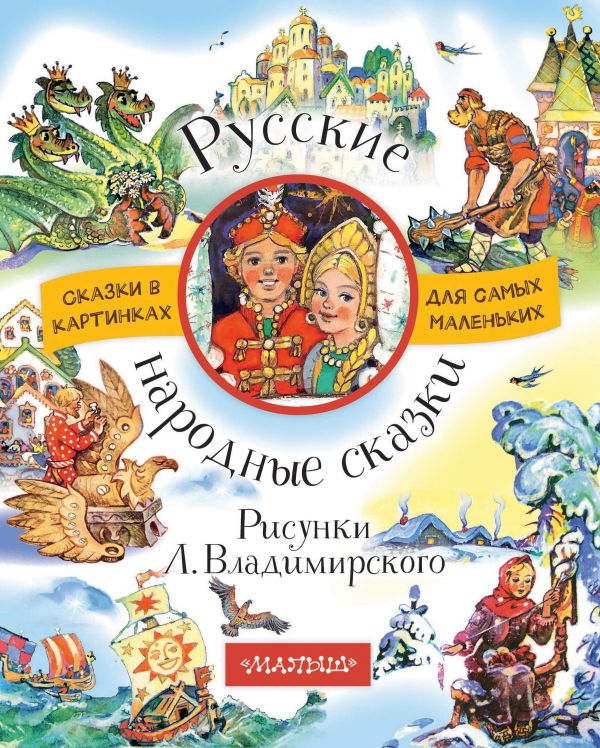 Русские
народные сказки
Сказки в
картинках
для самых
маленьких
Рисунки
Л. Владимирского
«МАЛЫШ»